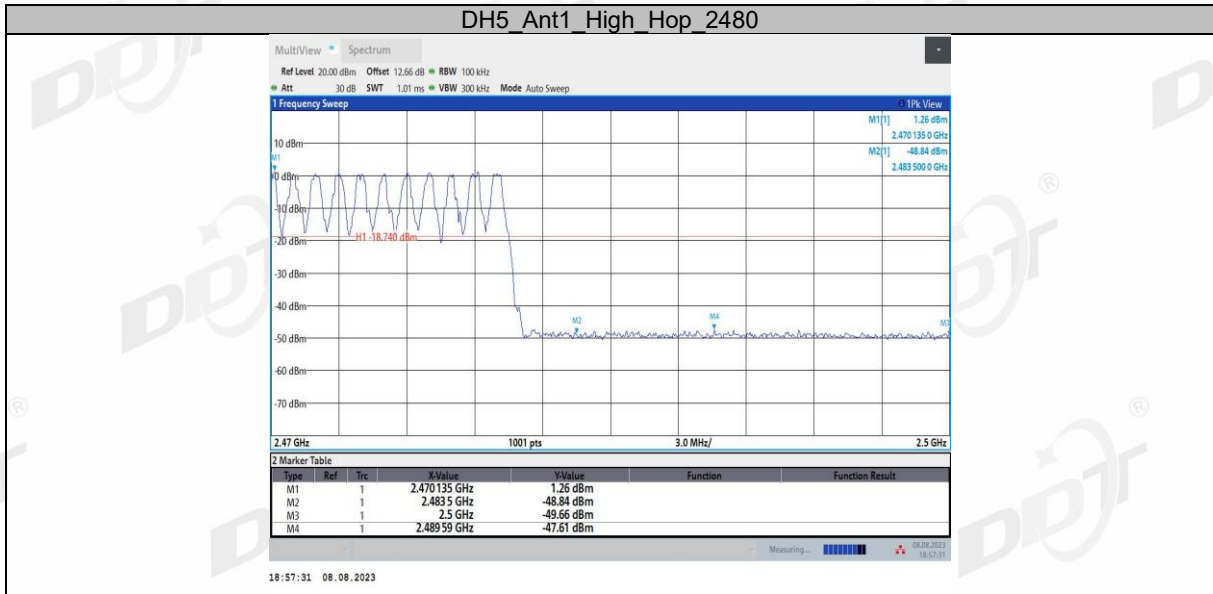 DH5_Ant1_High_Hop_2480
MultiView Spectrum
Ref Level 20.00 dBm Offset 12.66 dB RBW 100 kHz
Att 30 dB SWT 1.01 ms VBW 300 kHz Mode Auto Sweep
1 Frequency Sweep 1Pk View
M1[1] 1.26 dBm
2.470 135 0 GHz
10 dBm
M2[1] -48.84 dBm
2.483 500 0 GHz
M1
0 dBm
-10 dBm
H1 -18.740 dBm
-20 dBm
-30 dBm
-40 dBm
M2 M4 M3
-50 dBm
-60 dBm
-70 dBm
2.47 GHz 1001 pts 3.0 MHz/ 2.5 GHz
2 Marker Table
Type Ref Trc X-Value Y-Value Function Function Result
M1 1 2.470135 GHz 1.26 dBm
M2 1 2.4835 GHz -48.84 dBm
M3 1 2.5 GHz -49.66 dBm
M4 1 2.48959 GHz -47.61 dBm
Measuring... 08.08.2023
18:57:31
18:57:31 08.08.2023
DDT
®